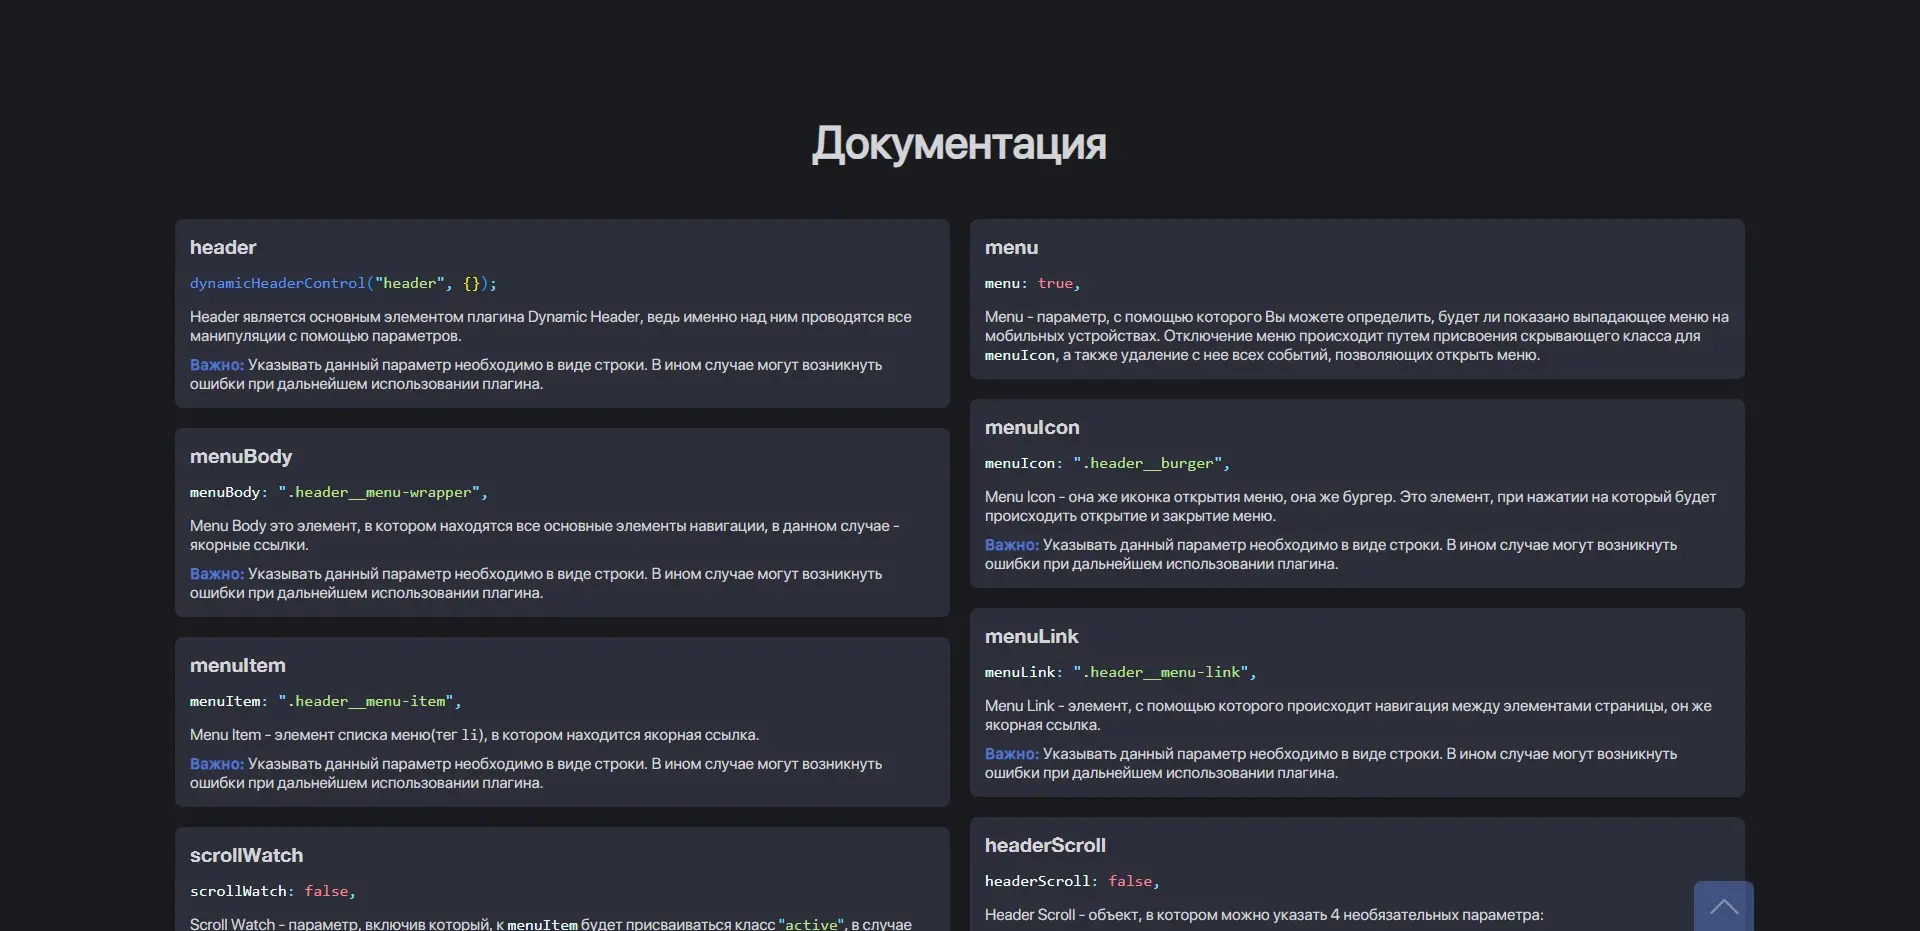 Документация
header
dynamicHeaderControl("header", {});
Header является основным элементом плагина Dynamic Header, ведь именно над ним проводятся все
манипуляции с помощью параметров.
Важно: Указывать данный параметр необходимо в виде строки. В ином случае могут возникнуть
ошибки при дальнейшем использовании плагина.
menuBody
menuBody: ".header__menu-wrapper",
Menu Body это элемент, в котором находятся все основные элементы навигации, в данном случае -
якорные ссылки.
Важно: Указывать данный параметр необходимо в виде строки. В ином случае могут возникнуть
ошибки при дальнейшем использовании плагина.
menuItem
menuItem: ".header__menu-item",
Menu Item - элемент списка меню(тег li), в котором находится якорная ссылка.
Важно: Указывать данный параметр необходимо в виде строки. В ином случае могут возникнуть
ошибки при дальнейшем использовании плагина.
scrollWatch
scrollWatch: false,
Scroll Watch - параметр, включив который, к menuItem будет присваиваться класс "active", в случае
menu
menu: true,
Menu - параметр, с помощью которого Вы можете определить, будет ли показано выпадающее меню на
мобильных устройствах. Отключение меню происходит путем присвоения скрывающего класса для
menuIcon, а также удаление с нее всех событий, позволяющих открыть меню.
menuIcon
menuIcon: ".header__burger",
Menu Icon - она же иконка открытия меню, она же бургер. Это элемент, при нажатии на который будет
происходить открытие и закрытие меню.
Важно: Указывать данный параметр необходимо в виде строки. В ином случае могут возникнуть
ошибки при дальнейшем использовании плагина.
menuLink
menuLink: ".header__menu-link",
Menu Link - элемент, с помощью которого происходит навигация между элементами страницы, он же
якорная ссылка.
Важно: Указывать данный параметр необходимо в виде строки. В ином случае могут возникнуть
ошибки при дальнейшем использовании плагина.
headerScroll
headerScroll: false,
Header Scroll - объект, в котором можно указать 4 необязательных параметра: